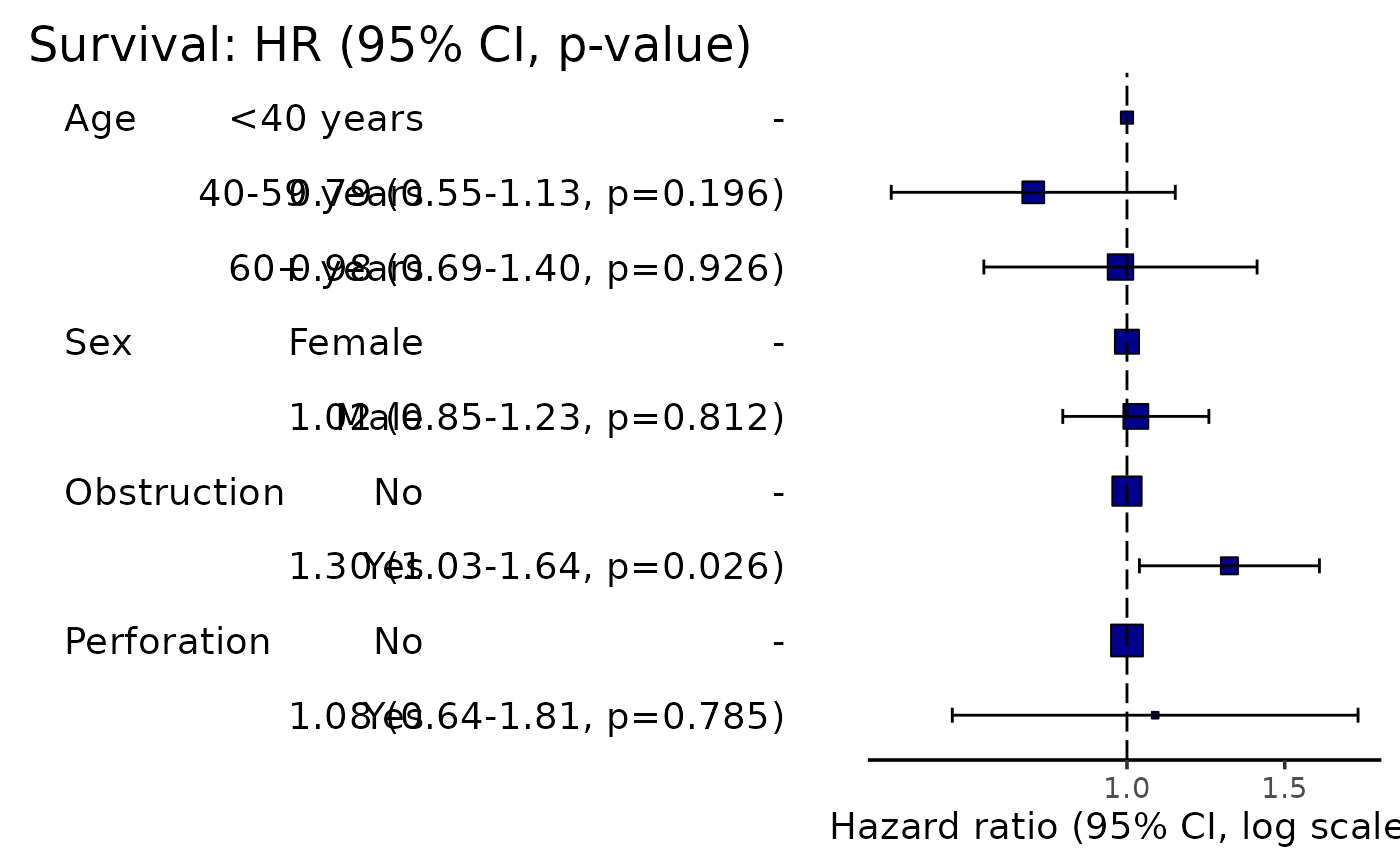 Survival: HR (95% CI, p-value)
Age <40 years -
40-59 years 0.79 (0.55-1.13, p=0.196)
60+ years 0.98 (0.69-1.40, p=0.926)
Sex Female -
Male 1.02 (0.85-1.23, p=0.812)
Obstruction No -
Yes 1.30 (1.03-1.64, p=0.026)
Perforation No -
Yes 1.08 (0.64-1.81, p=0.785)
1.0 1.5
Hazard ratio (95% CI, log scale